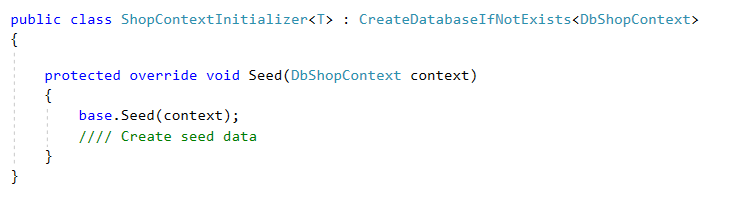 public class ShopContextInitializer<T> : CreateDatabaseIfNotExists<DbShopContext>
{
protected override void Seed(DbShopContext context)
{
base.Seed(context);
//// Create seed data
}
}